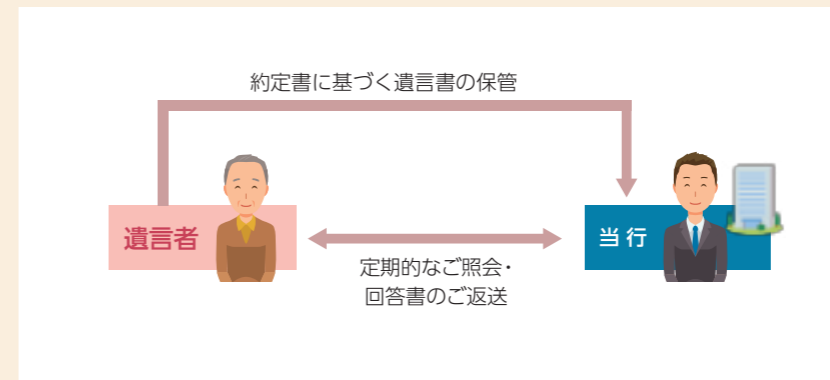 約定書に基づく遺言書の保管
遺言者
当行
定期的なご照会・
回答書のご返送